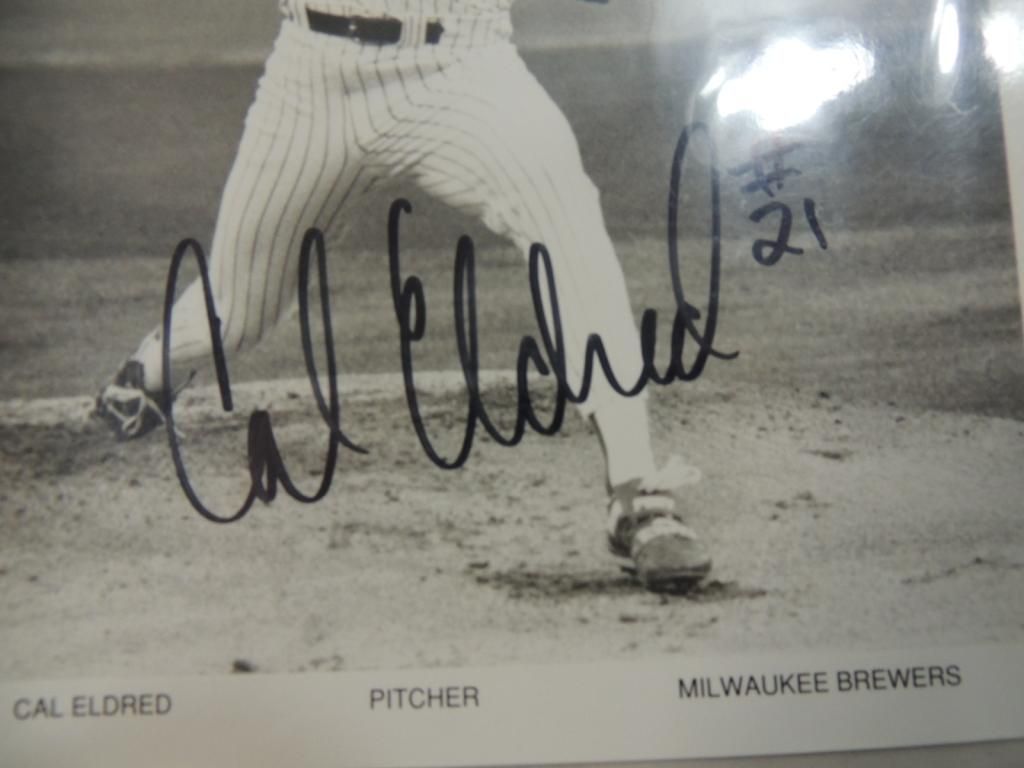 #
21
Cal Eldred
CAL ELDRED PITCHER MILWAUKEE BREWERS